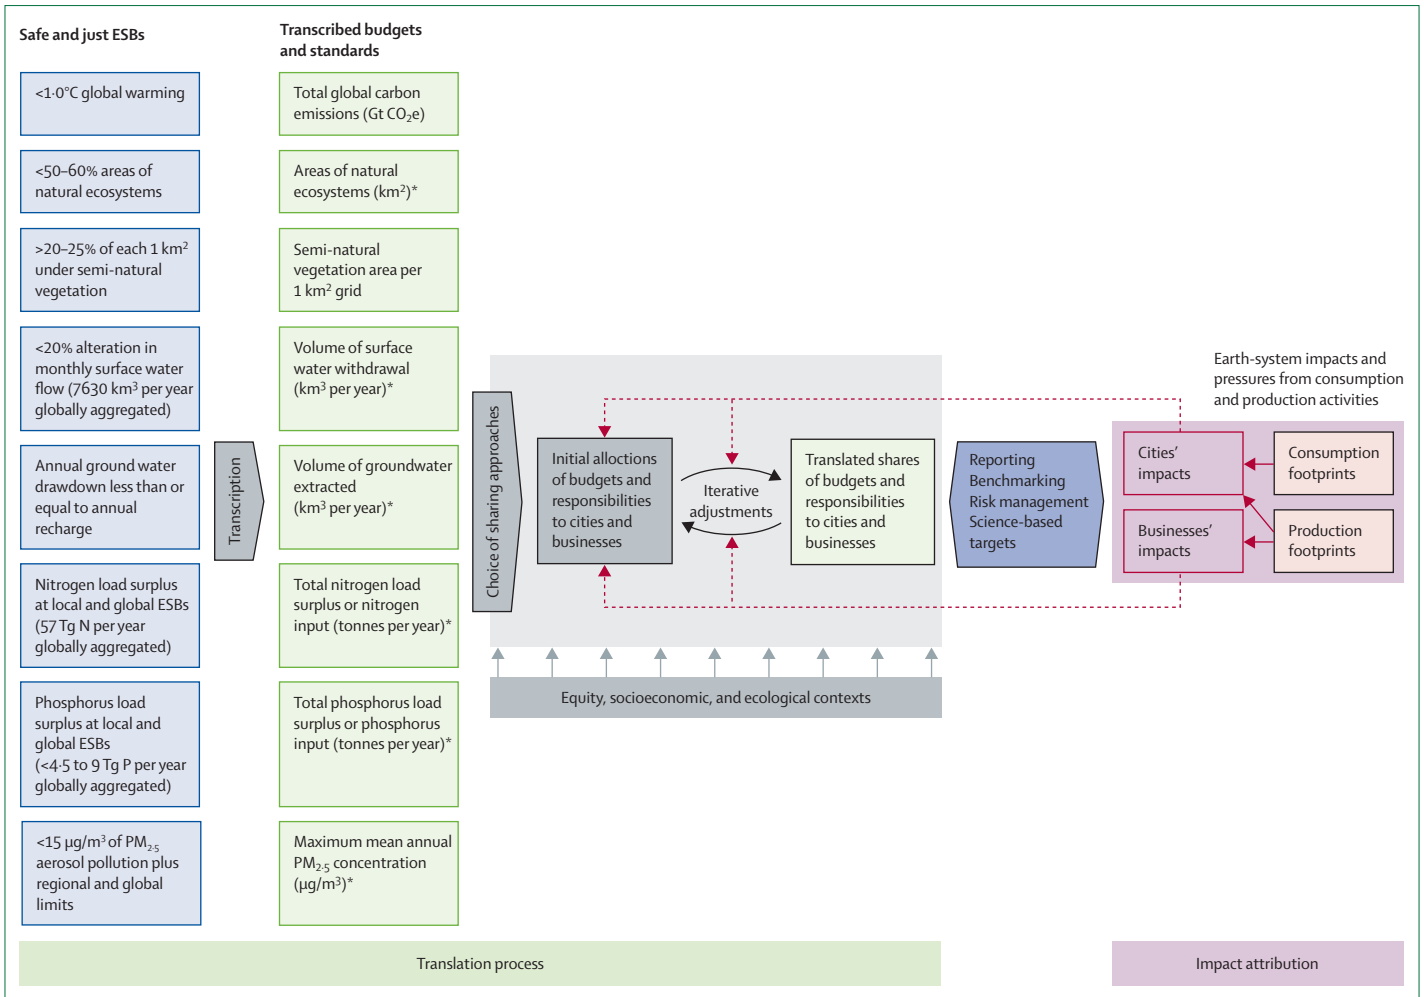 Safe and just ESBs
Transcribed budgets
and standards
<1·0°C global warming
Total global carbon
emissions (Gt CO₂e)
<50–60% areas of
natural ecosystems
Areas of natural
ecosystems (km²)*
>20–25% of each 1 km²
under semi-natural
vegetation
Semi-natural
vegetation area per
1 km² grid
<20% alteration in
monthly surface water
flow (7630 km³ per year
globally aggregated)
Volume of surface
water withdrawal
(km³ per year)*
Annual ground water
drawdown less than or
equal to annual
recharge
Transcription
Volume of groundwater
extracted
(km³ per year)*
Nitrogen load surplus
at local and global ESBs
(57 Tg N per year
globally aggregated)
Total nitrogen load
surplus or nitrogen
input (tonnes per year)*
Phosphorus load
surplus at local and
global ESBs
(<4·5 to 9 Tg P per year
globally aggregated)
Total phosphorus load
surplus or phosphorus
input (tonnes per year)*
<15 µg/m³ of PM₂·₅
aerosol pollution plus
regional and global
limits
Maximum mean annual
PM₂·₅ concentration
(µg/m³)*
Choice of sharing approaches
Initial alloctions
of budgets and
responsibilities
to cities and
businesses
Iterative
adjustments
Translated shares
of budgets and
responsibilities
to cities and
businesses
Equity, socioeconomic, and ecological contexts
Reporting
Benchmarking
Risk management
Science-based
targets
Earth-system impacts and
pressures from consumption
and production activities
Cities'
impacts
Consumption
footprints
Businesses'
impacts
Production
footprints
Translation process
Impact attribution